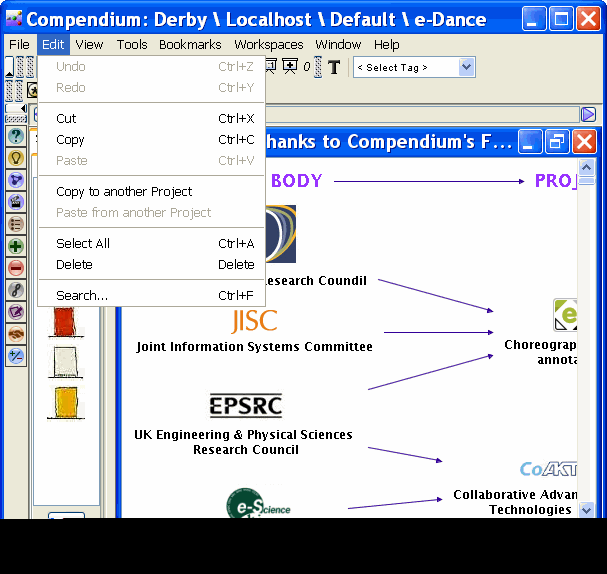 Compendium: Derby \ Localhost \ Default \ e-Dance
File Edit View Tools Bookmarks Workspaces Window Help
Undo Ctrl+Z
0 T < Select Tag >
Redo Ctrl+Y
Cut Ctrl+X
Copy Ctrl+C
Paste Ctrl+V
hanks to Compendium's F...
Copy to another Project
BODY PROJ
Paste from another Project
Select All Ctrl+A
Delete Delete
esearch Coundil
Search... Ctrl+F
JISC
Joint Information Systems Committee
Choreograp
annota
EPSRC
UK Engineering & Physical Sciences
Research Council
CoAKT
Collaborative Advan
Technologies
e-Science